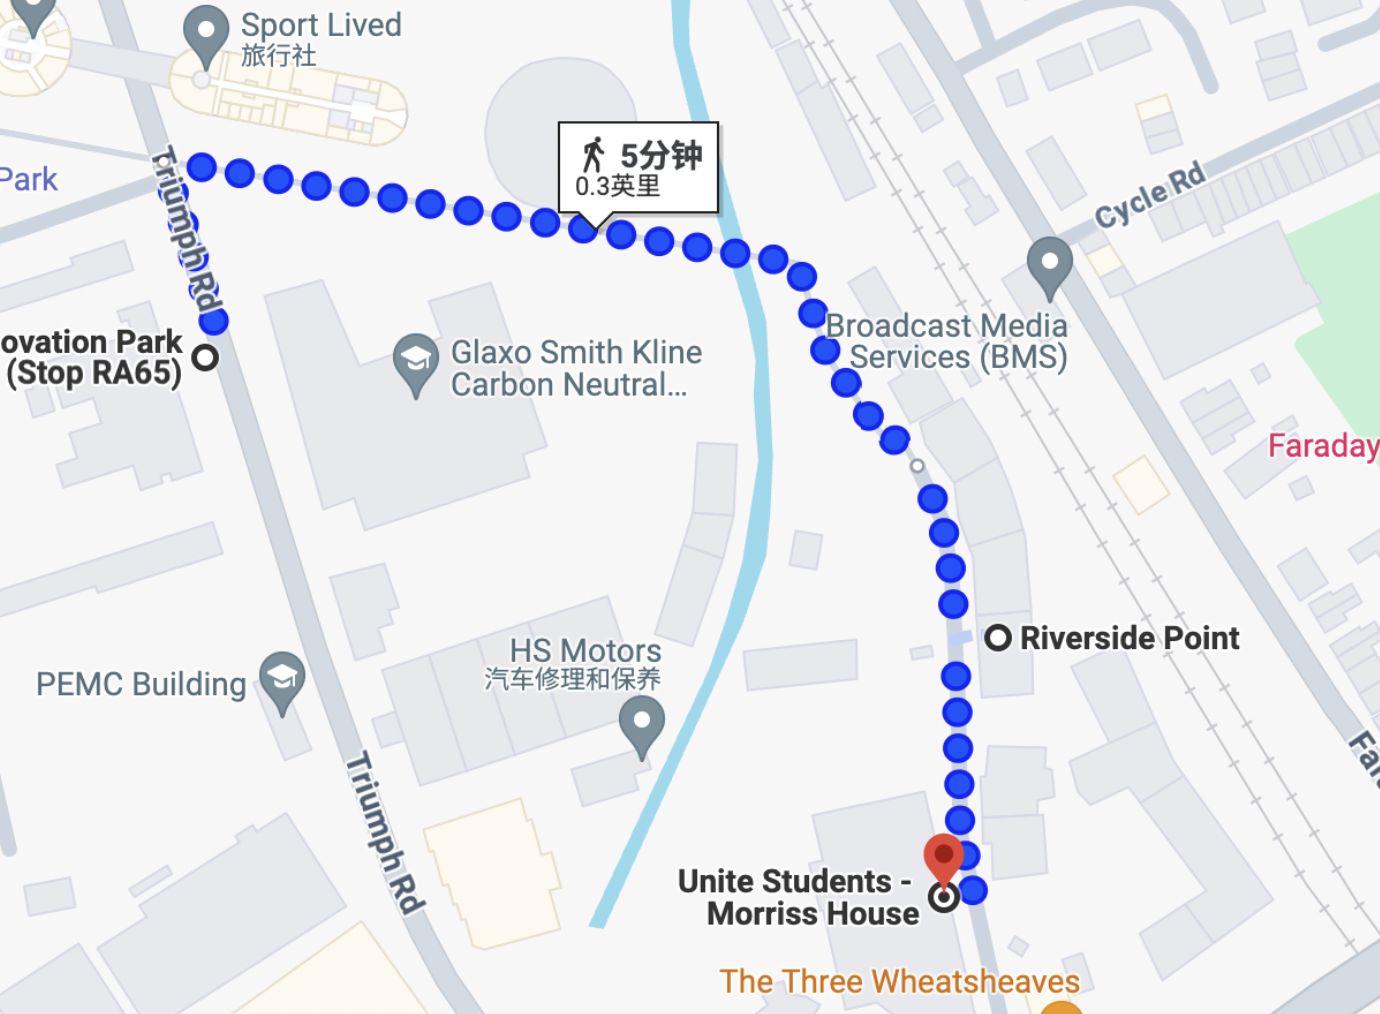 Sport Lived
旅行社
5分钟
0.3英里
Park
Triumph Rd
Cycle Rd
Broadcast Media
Services (BMS)
ovation Park
(Stop RA65)
Glaxo Smith Kline
Carbon Neutral...
Faraday
Riverside Point
HS Motors
汽车修理和保养
PEMC Building
Triumph Rd
Unite Students -
Morriss House
The Three Wheatsheaves